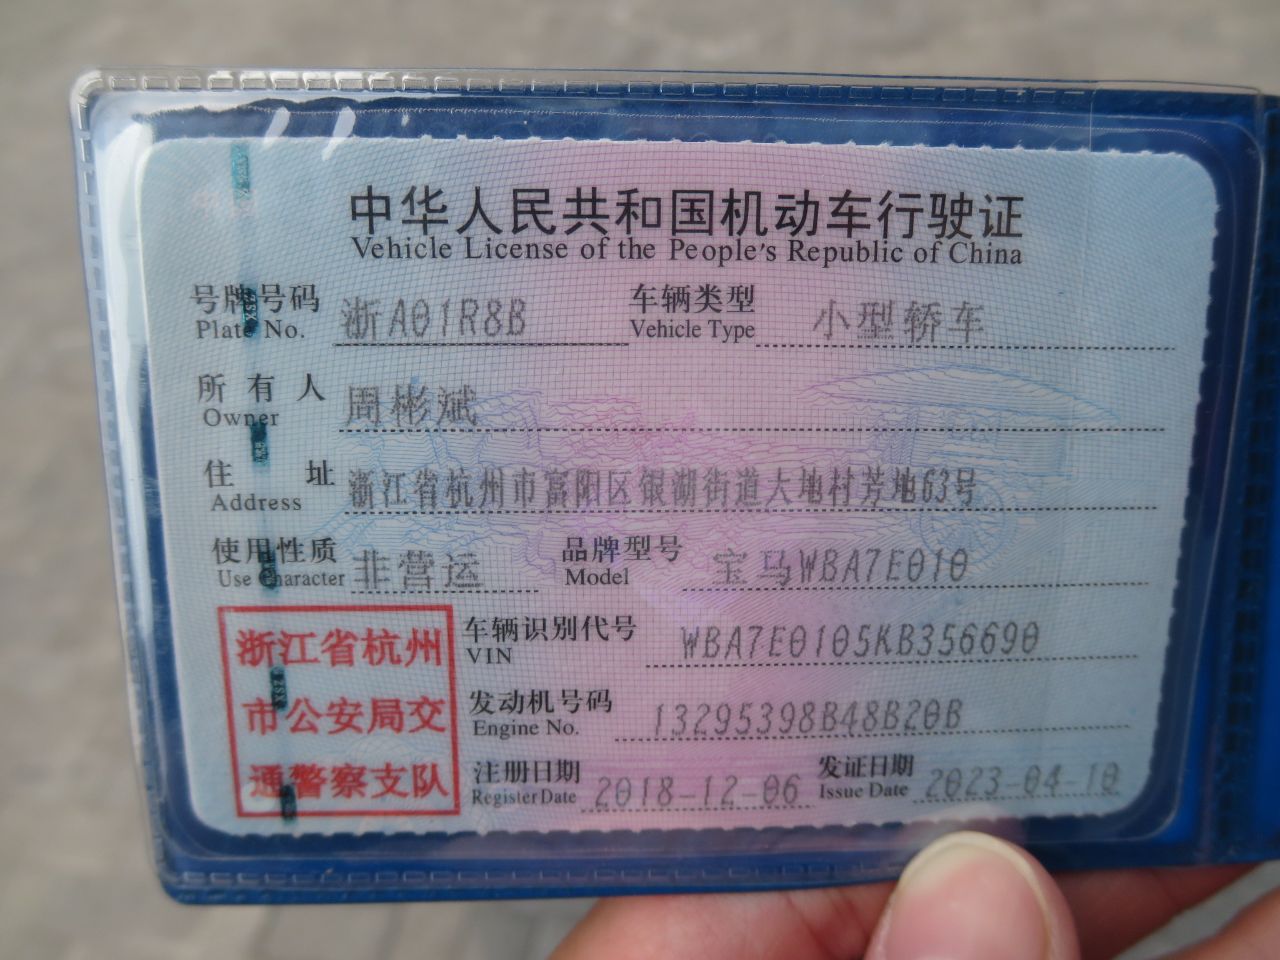 中华人民共和国机动车行驶证
Vehicle License of the People's Republic of China
号牌号码 浙A01R8B 车辆类型 小型轿车
Plate No. Vehicle Type
所有人 周彬斌
Owner
住址 浙江省杭州市富阳区银湖街道大地村芳地63号
Address
使用性质 非营运 品牌型号 宝马WBA7E010
Use Character Model
浙江省杭州
市公安局交
通警察支队
车辆识别代号 WBA7E0105KB356690
VIN
发动机号码 13295398B48B20B
Engine No.
注册日期 2018-12-06 发证日期 2023-04-10
Register Date Issue Date